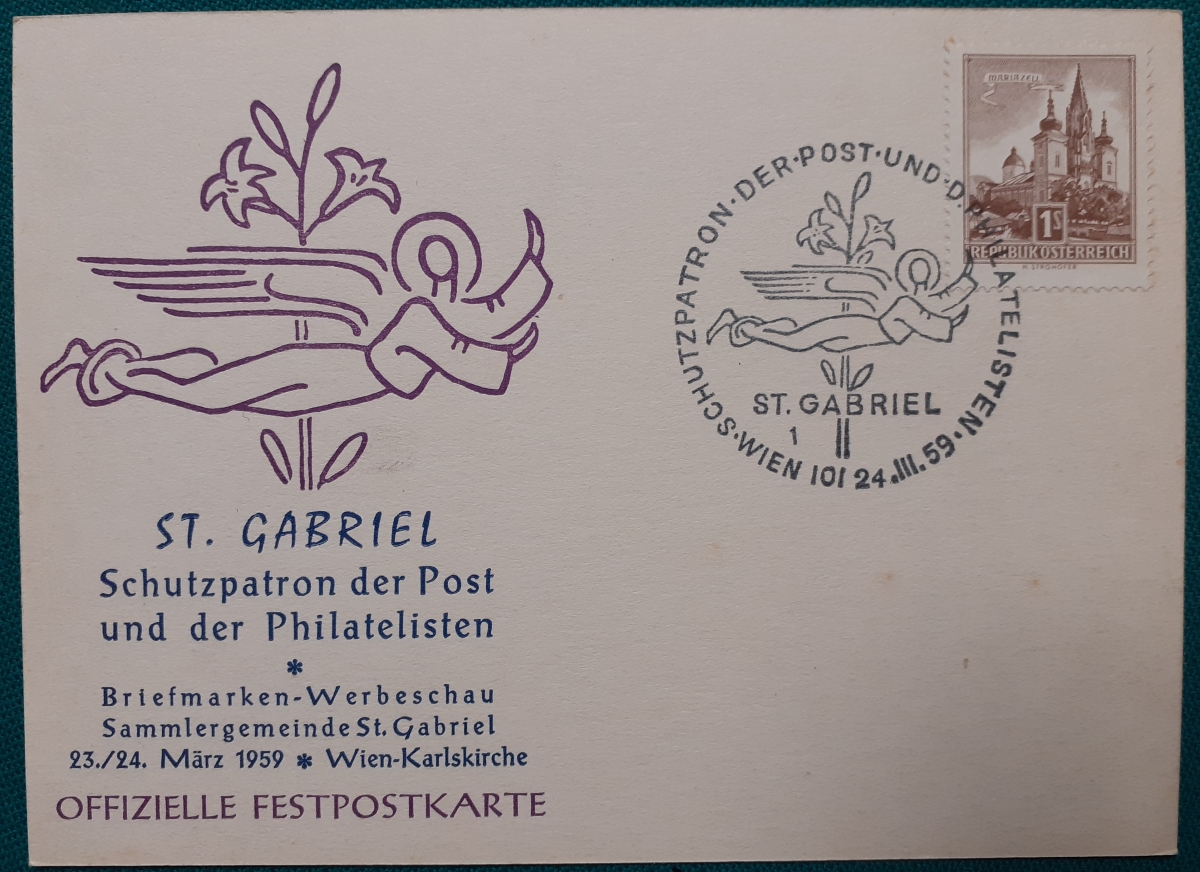 ST. GABRIEL
Schutzpatron der Post
und der Philatelisten
*
Briefmarken-Werbeschau
Sammlergemeinde St. Gabriel
23./24. März 1959 * Wien-Karlskirche
OFFIZIELLE FESTPOSTKARTE
MARIAZELL
1S
REPUBLIK ÖSTERREICH
H. STROHOFER
SCHUTZPATRON·DER·POST·UND·D.PHILATELISTEN·
WIEN 101 24.III.59·
ST. GABRIEL
1